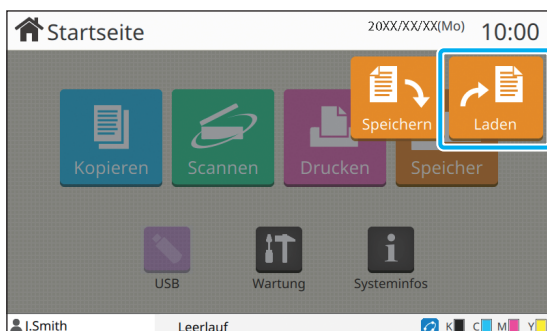 Startseite 20XX/XX/XX(Mo) 10:00
Speichern Laden
Kopieren Scannen Drucken Speicher
USB Wartung Systeminfos
J.Smith Leerlauf K C M Y